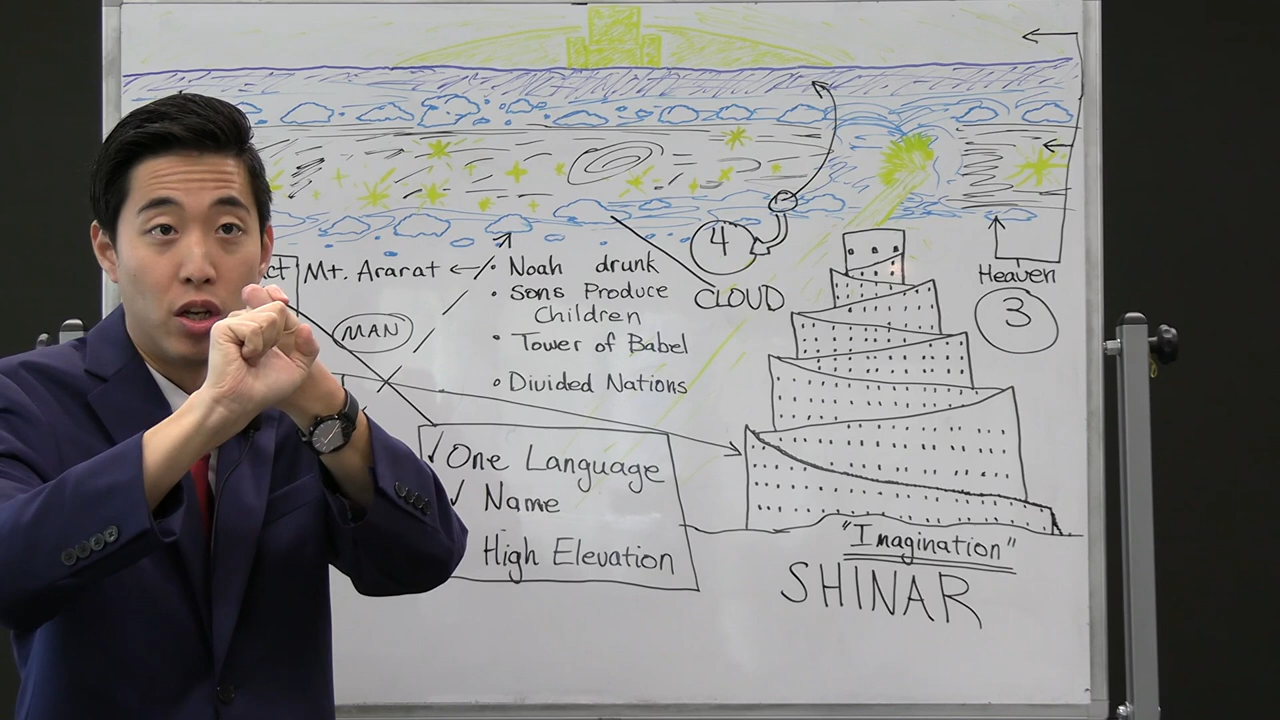 Mt. Ararat
• Noah drunk
• Sons Produce
Children
• Tower of Babel
• Divided Nations
MAN
CLOUD
4
Heaven
3
One Language
Name
High Elevation
"Imagination"
SHINAR